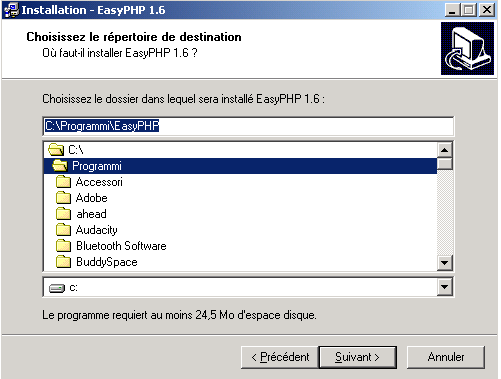 Installation - EasyPHP 1.6
Choisissez le répertoire de destination
Où faut-il installer EasyPHP 1.6 ?
Choisissez le dossier dans lequel sera installé EasyPHP 1.6 :
C:\Programmi\EasyPHP
C:\
Programmi
Accessori
Adobe
ahead
Audacity
Bluetooth Software
BuddySpace
c:
Le programme requiert au moins 24,5 Mo d'espace disque.
< Précédent Suivant > Annuler